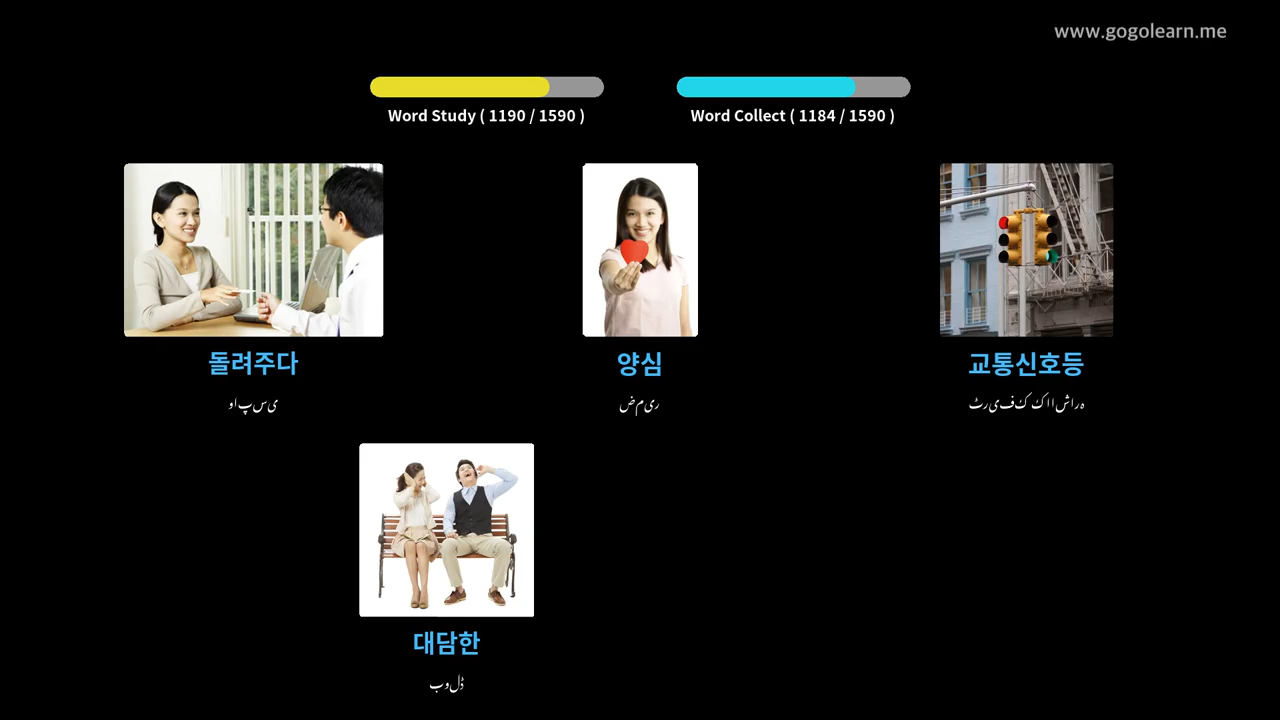 www.gogolearn.me
Word Study ( 1190 / 1590 )
Word Collect ( 1184 / 1590 )
돌려주다
양심
교통신호등
واپسی
ضمیر
ٹریفک کا اشارہ
대담한
بولڈ